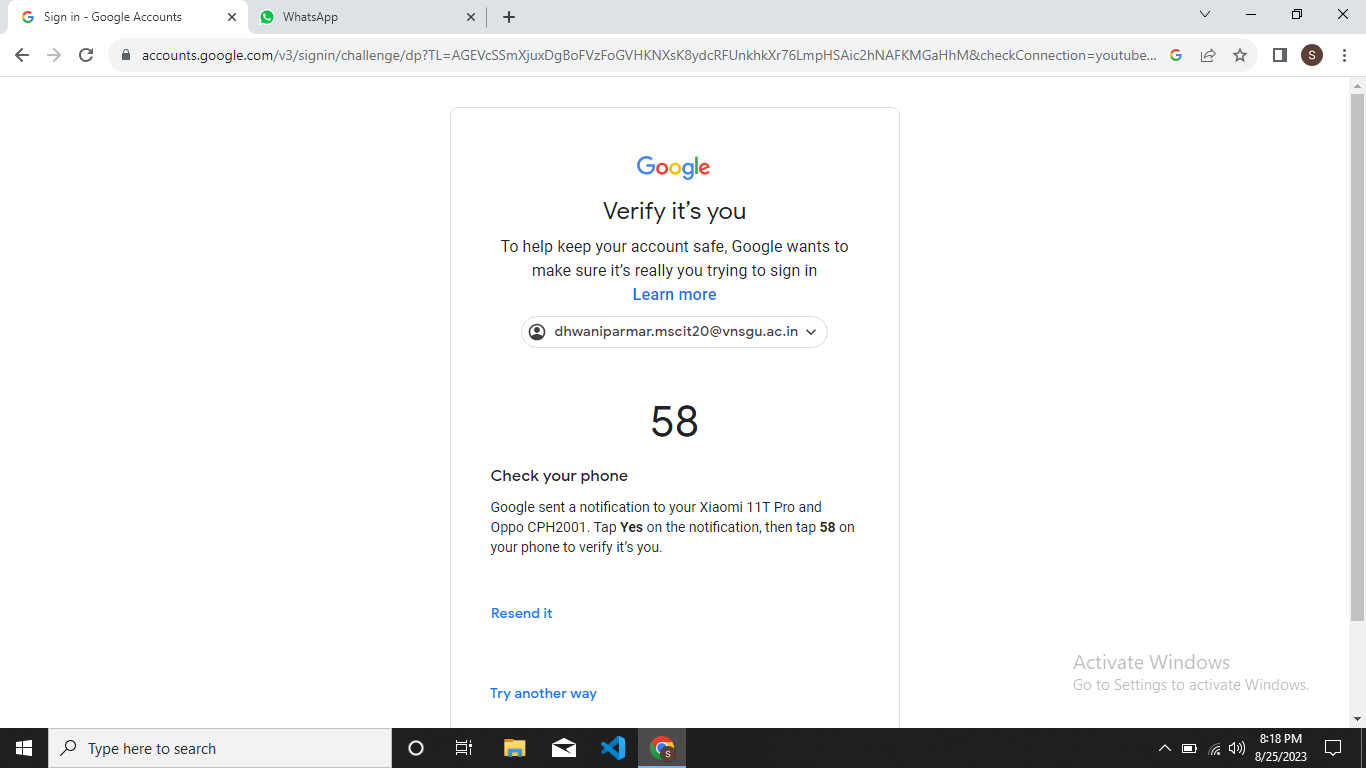 Sign in - Google Accounts
WhatsApp
accounts.google.com/v3/signin/challenge/dp?TL=AGEVcSSmXjuxDgBoFVzFoGVHKNXsK8ydcRFUnkhkXr76LmpHSAic2hNAFKMGaHhM&checkConnection=youtube...
S
Google
Verify it's you
To help keep your account safe, Google wants to
make sure it's really you trying to sign in
Learn more
dhwaniparmar.mscit20@vnsgu.ac.in
58
Check your phone
Google sent a notification to your Xiaomi 11T Pro and
Oppo CPH2001. Tap Yes on the notification, then tap 58 on
your phone to verify it's you.
Resend it
Try another way
Activate Windows
Go to Settings to activate Windows.
Type here to search
S
8:18 PM
8/25/2023